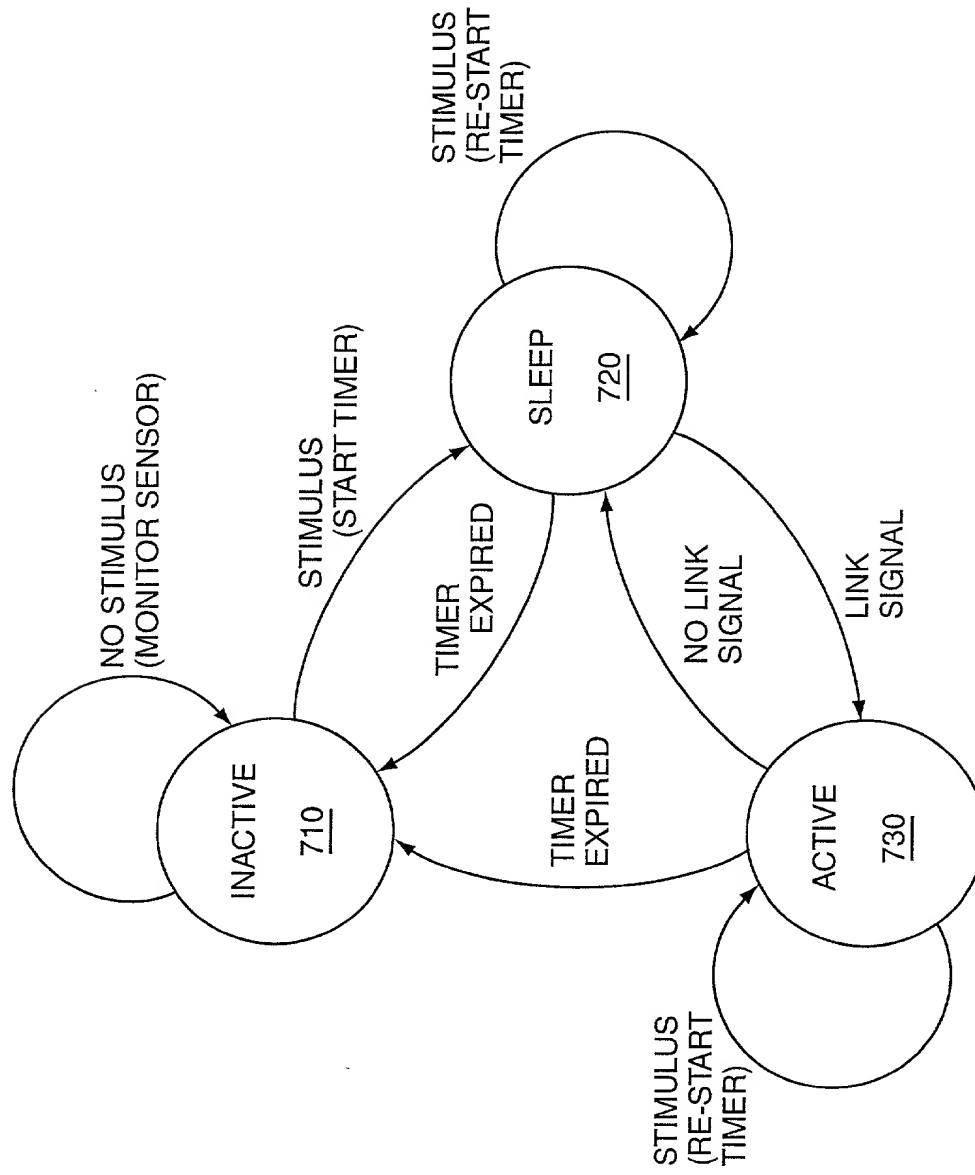 NO STIMULUS
(MONITOR SENSOR)
INACTIVE
710
STIMULUS
(START TIMER)
TIMER
EXPIRED
STIMULUS
(RE-START
TIMER)
SLEEP
720
TIMER
EXPIRED
NO LINK
SIGNAL
LINK
SIGNAL
STIMULUS
(RE-START
TIMER)
ACTIVE
730